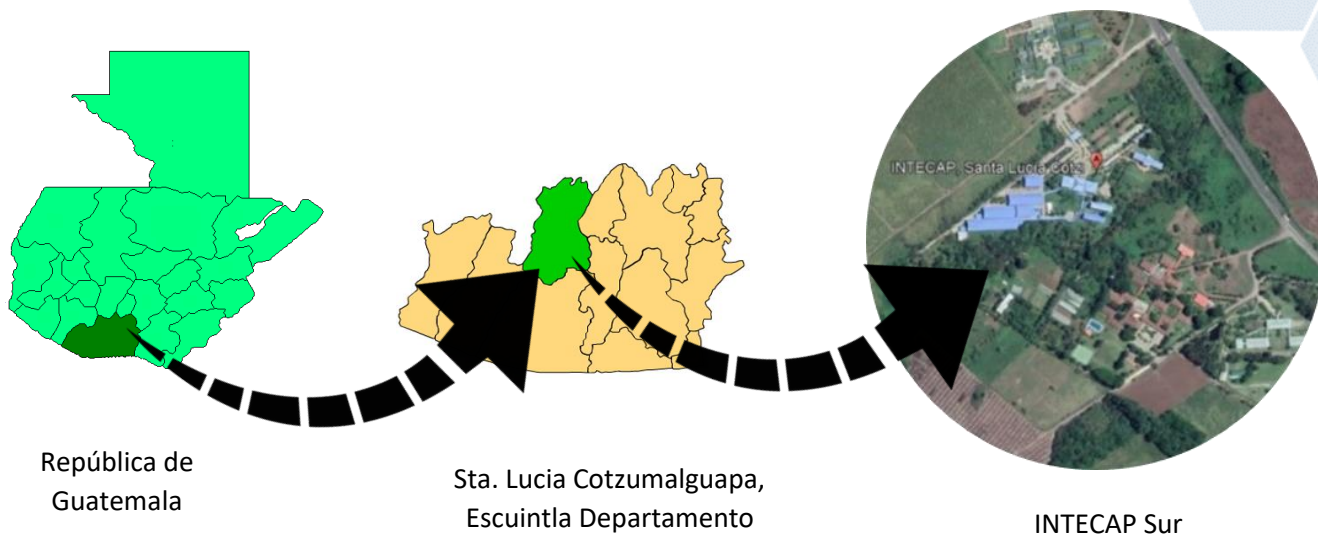 INTECAP, Santa Lucia Cotz
República de
Guatemala
Sta. Lucia Cotzumalguapa,
Escuintla Departamento
INTECAP Sur